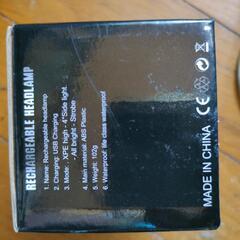 RECHARGEABLE HEADLAMP
1: Name: Rechargeable headlamp
2: Charging: USB Charging
3: Mode: XPE high - 4*Side light.
- All bright - Strobe
4: Main material: ABS Plastic
5: Weight: 102g
6: Waterproof: life class waterproof
CE
MADE IN CHINA